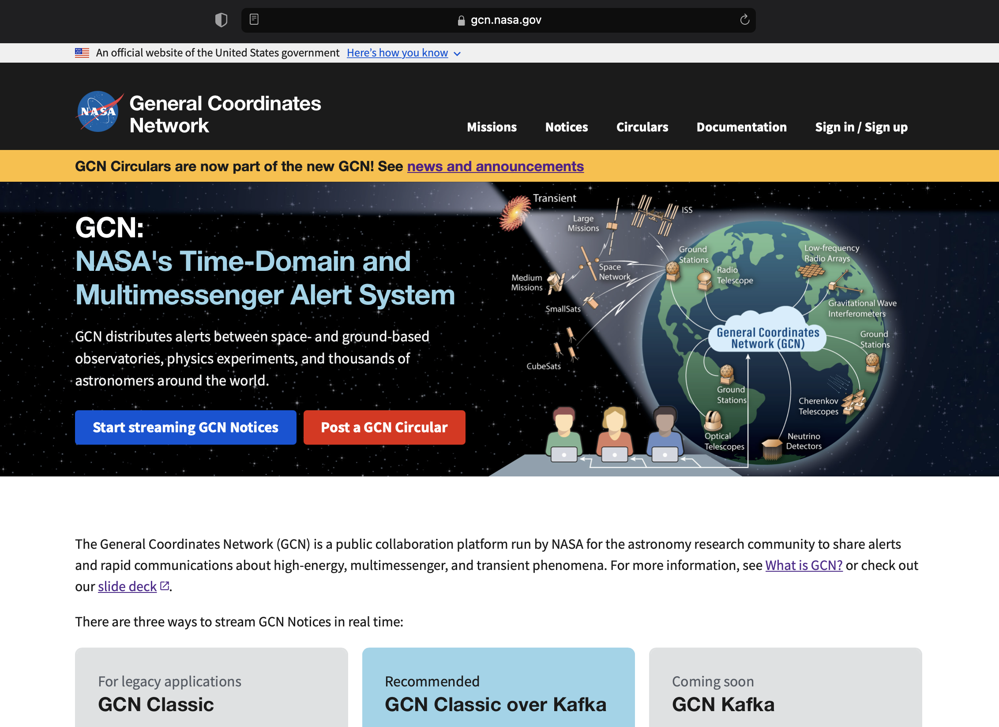 gcn.nasa.gov
An official website of the United States government Here’s how you know
NASA
General Coordinates
Network
Missions Notices Circulars Documentation Sign in / Sign up
GCN Circulars are now part of the new GCN! See news and announcements
GCN:
NASA's Time-Domain and
Multimessenger Alert System
GCN distributes alerts between space- and ground-based
observatories, physics experiments, and thousands of
astronomers around the world.
Start streaming GCN Notices
Post a GCN Circular
Transient
Large
Missions
ISS
Space
Network
Medium
Missions
SmallSats
CubeSats
Ground
Stations
Radio
Telescope
Low-frequency
Radio Arrays
Gravitational Wave
Interferometers
General Coordinates
Network (GCN)
Ground
Stations
Ground
Stations
Cherenkov
Telescopes
Optical
Telescopes
Neutrino
Detectors
The General Coordinates Network (GCN) is a public collaboration platform run by NASA for the astronomy research community to share alerts
and rapid communications about high-energy, multimessenger, and transient phenomena. For more information, see What is GCN? or check out
our slide deck.
There are three ways to stream GCN Notices in real time:
For legacy applications
GCN Classic
Recommended
GCN Classic over Kafka
Coming soon
GCN Kafka